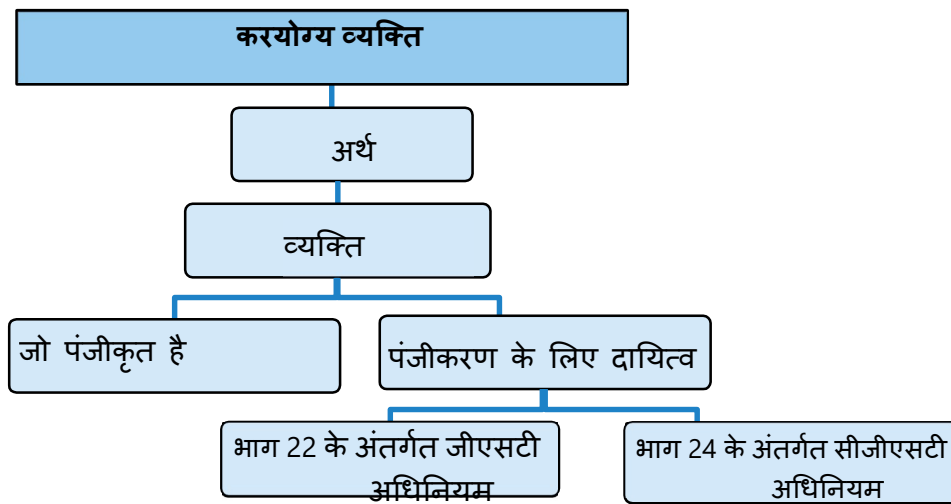 करयोग्य व्यक्ति
अर्थ
व्यक्ति
जो पंजीकृत है
पंजीकरण के लिए दायित्व
भाग 22 के अंतर्गत जीएसटी
अधिनियम
भाग 24 के अंतर्गत सीजीएसटी
अधिनियम